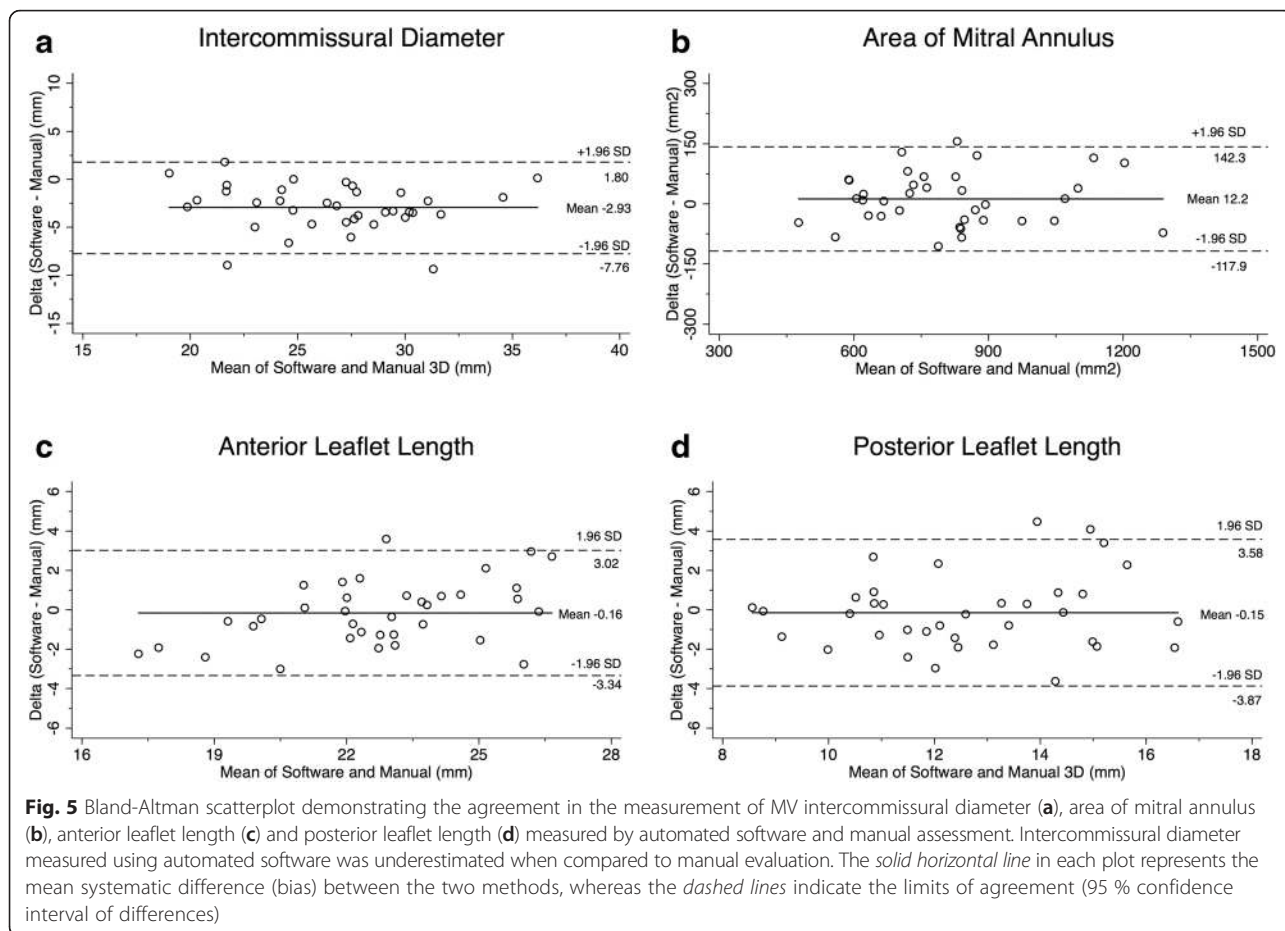 a
Intercommissural Diameter
Delta (Software - Manual) (mm)
10
5
0
-5
-10
-15
+1.96 SD
1.80
Mean -2.93
-1.96 SD
-7.76
15 20 25 30 35 40
Mean of Software and Manual 3D (mm)
b
Area of Mitral Annulus
Delta (Software - Manual) (mm2)
300
150
0
-150
-300
+1.96 SD
142.3
Mean 12.2
-1.96 SD
-117.9
300 600 900 1200 1500
Mean of Software and Manual (mm2)
c
Anterior Leaflet Length
Delta (Software - Manual) (mm)
6
4
2
0
-2
-4
-6
1.96 SD
3.02
Mean -0.16
-1.96 SD
-3.34
16 19 22 25 28
Mean of Software and Manual (mm)
d
Posterior Leaflet Length
Delta (Software - Manual) (mm)
6
4
2
0
-2
-4
-6
1.96 SD
3.58
Mean -0.15
-1.96 SD
-3.87
8 10 12 14 16 18
Mean of Software and Manual 3D (mm)
Fig. 5 Bland-Altman scatterplot demonstrating the agreement in the measurement of MV intercommissural diameter (a), area of mitral annulus
(b), anterior leaflet length (c) and posterior leaflet length (d) measured by automated software and manual assessment. Intercommissural diameter
measured using automated software was underestimated when compared to manual evaluation. The solid horizontal line in each plot represents the
mean systematic difference (bias) between the two methods, whereas the dashed lines indicate the limits of agreement (95 % confidence
interval of differences)